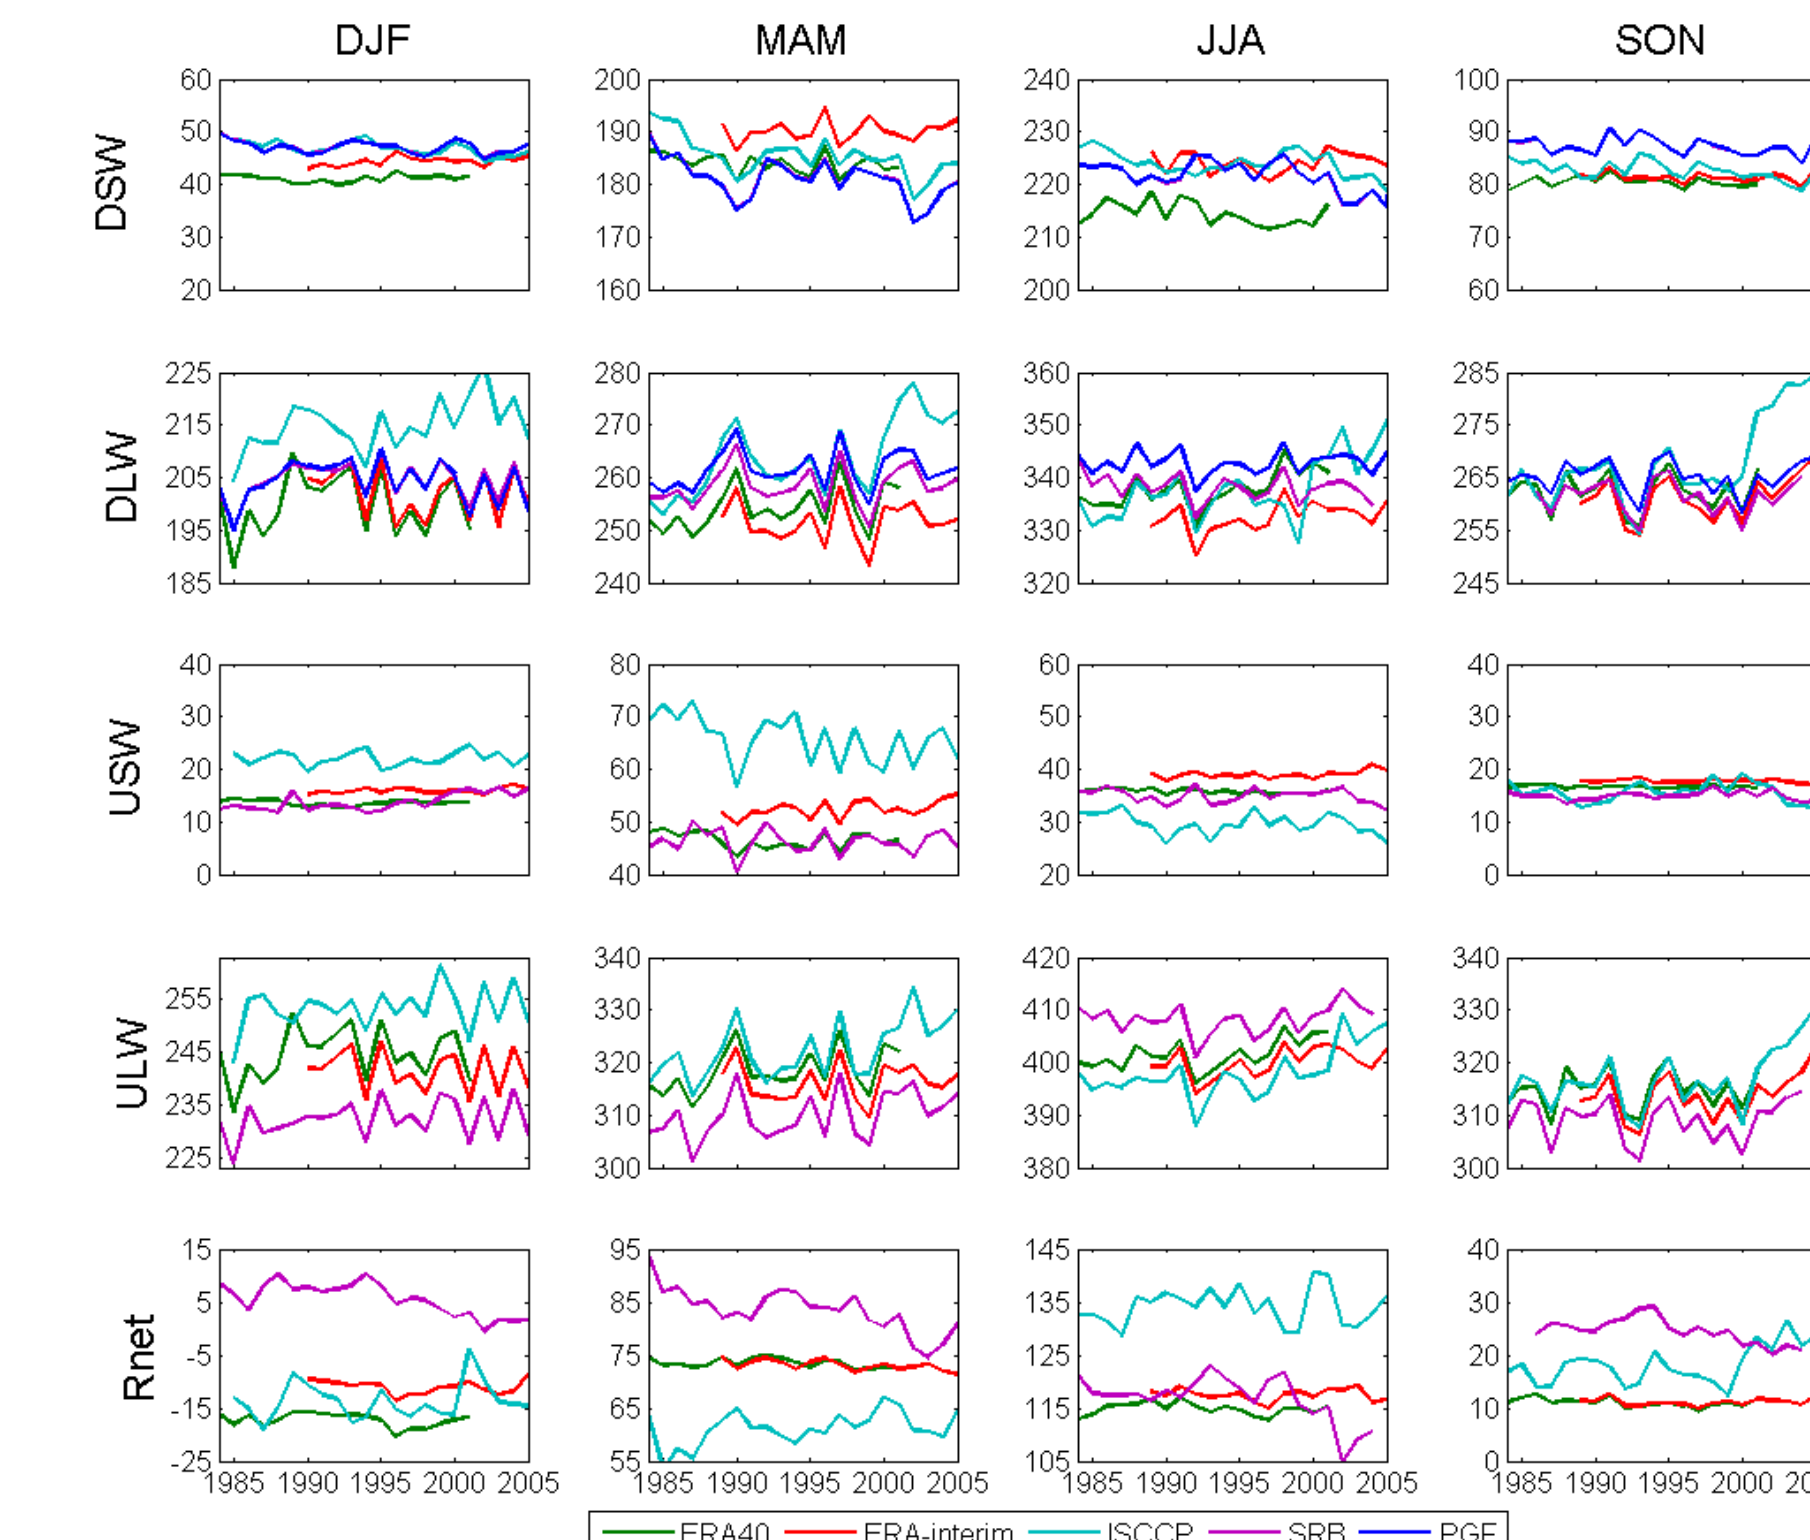 DJF MAM JJA SON
DSW
60 200 240 100
50 190 230 90
40 180 220 80
30 170 210 70
20 160 200 60
DLW
225 280 360 285
215 270 350 275
205 260 340 265
195 250 330 255
185 240 320 245
USW
40 80 60 40
30 70 50 30
20 60 40 20
10 50 30 10
0 40 20 0
ULW
340 420 340
255 330 410 330
245 320 400 320
235 310 390 310
225 300 380 300
Rnet
15 95 145 40
5 85 135 30
-5 75 125 20
-15 65 115 10
-25 55 105 0
1985 1990 1995 2000 2005 1985 1990 1995 2000 2005 1985 1990 1995 2000 2005 1985 1990 1995 2000
ERA40 ERA-interim ISCCP SRB PGF